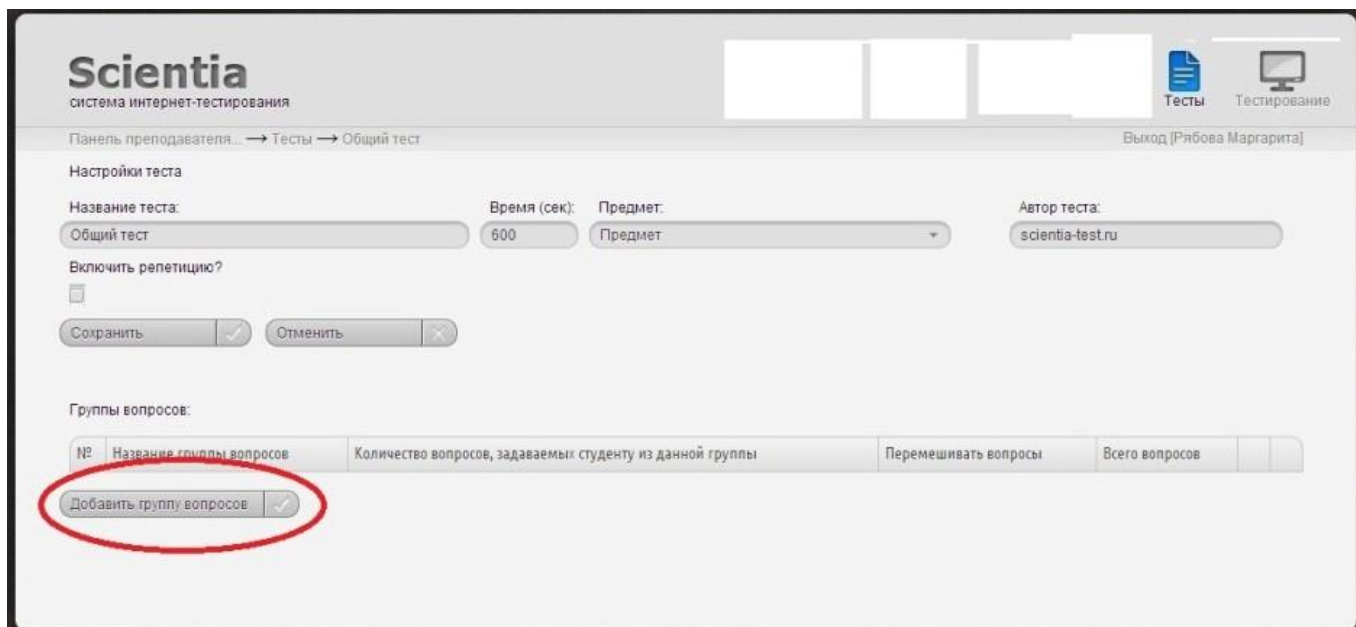 Scientia
система интернет-тестирования
Тесты
Тестирование
Панель преподавателя... → Тесты → Общий тест
Выход [Рябова Маргарита]
Настройки теста
Название теста: Время (сек): Предмет: Автор теста:
Общий тест 600 Предмет scientia-test.ru
Включить репетицию?
Сохранить Отменить
Группы вопросов:
№ Название группы вопросов Количество вопросов, задаваемых студенту из данной группы Перемешивать вопросы Всего вопросов
Добавить группу вопросов